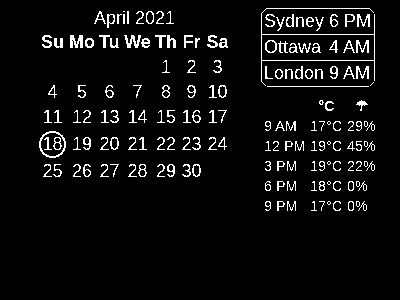 April 2021
Su Mo Tu We Th Fr Sa
1 2 3
4 5 6 7 8 9 10
11 12 13 14 15 16 17
18 19 20 21 22 23 24
25 26 27 28 29 30
Sydney 6 PM
Ottawa 4 AM
London 9 AM
°C
9 AM 17°C 29%
12 PM 19°C 45%
3 PM 19°C 22%
6 PM 18°C 0%
9 PM 17°C 0%